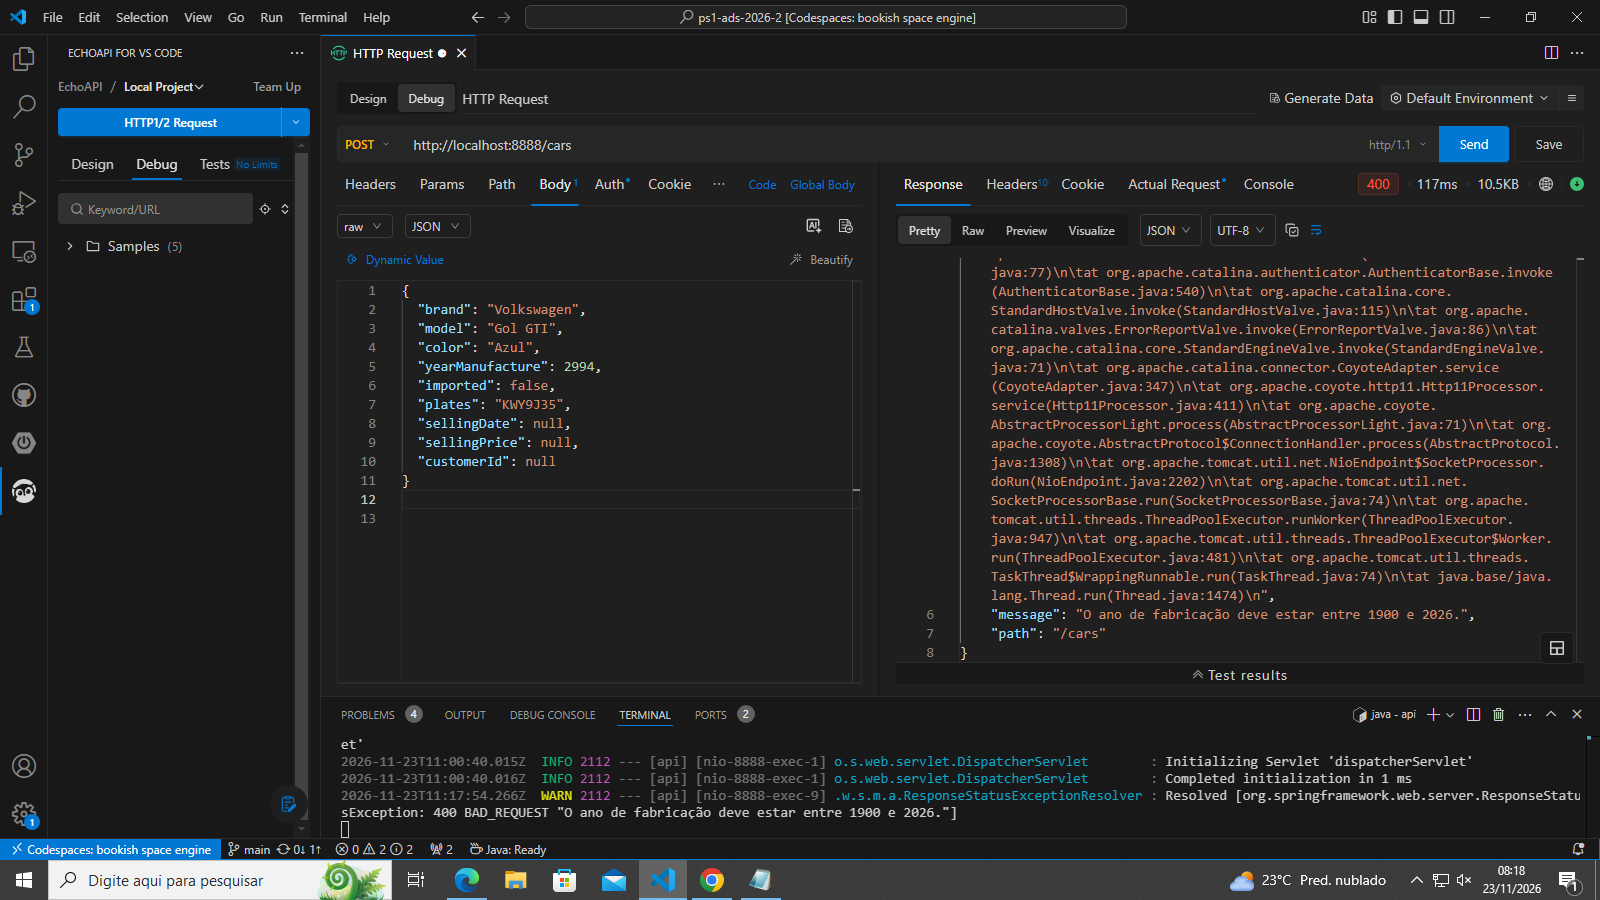 File Edit Selection View Go Run Terminal Help
ps1-ads-2026-2 [Codespaces: bookish space engine]
ECHOAPI FOR VS CODE
EchoAPI / Local Project Team Up
HTTP1/2 Request
Design Debug Tests No Limits
Keyword/URL
Samples (5)
HTTP Request
Design Debug HTTP Request
Generate Data Default Environment
POST http://localhost:8888/cars http/1.1 Send Save
Headers Params Path Body 1 Auth Cookie ··· Code Global Body
raw JSON
Dynamic Value Beautify
1 {
2 "brand": "Volkswagen",
3 "model": "Gol GTI",
4 "color": "Azul",
5 "yearManufacture": 2994,
6 "imported": false,
7 "plates": "KWY9J35",
8 "sellingDate": null,
9 "sellingPrice": null,
10 "customerId": null
11 }
12
13
Response Headers 10 Cookie Actual Request Console 400 117ms 10.5KB
Pretty Raw Preview Visualize JSON UTF-8
java:77)\n\tat org.apache.catalina.authenticator.AuthenticatorBase.invoke
(AuthenticatorBase.java:540)\n\tat org.apache.catalina.core.
StandardHostValve.invoke(StandardHostValve.java:115)\n\tat org.apache.
catalina.valves.ErrorReportValve.invoke(ErrorReportValve.java:86)\n\tat
org.apache.catalina.core.StandardEngineValve.invoke(StandardEngineValve.
java:71)\n\tat org.apache.catalina.connector.CoyoteAdapter.service
(CoyoteAdapter.java:347)\n\tat org.apache.coyote.http11.Http11Processor.
service(Http11Processor.java:411)\n\tat org.apache.coyote.
AbstractProcessorLight.process(AbstractProcessorLight.java:71)\n\tat org.
apache.coyote.AbstractProtocol$ConnectionHandler.process(AbstractProtocol.
java:1308)\n\tat org.apache.tomcat.util.net.NioEndpoint$SocketProcessor.
doRun(NioEndpoint.java:2202)\n\tat org.apache.tomcat.util.net.
SocketProcessorBase.run(SocketProcessorBase.java:74)\n\tat org.apache.
tomcat.util.threads.ThreadPoolExecutor.runWorker(ThreadPoolExecutor.
java:947)\n\tat org.apache.tomcat.util.threads.ThreadPoolExecutor$Worker.
run(ThreadPoolExecutor.java:481)\n\tat org.apache.tomcat.util.threads.
TaskThread$WrappingRunnable.run(TaskThread.java:74)\n\tat java.base/java.
lang.Thread.run(Thread.java:1474)\n",
6 "message": "O ano de fabricação deve estar entre 1900 e 2026.",
7 "path": "/cars"
8 }
Test results
PROBLEMS 4 OUTPUT DEBUG CONSOLE TERMINAL PORTS 2 java - api
et'
2026-11-23T11:00:40.015Z INFO 2112 --- [api] [nio-8888-exec-1] o.s.web.servlet.DispatcherServlet : Initializing Servlet 'dispatcherServlet'
2026-11-23T11:00:40.016Z INFO 2112 --- [api] [nio-8888-exec-1] o.s.web.servlet.DispatcherServlet : Completed initialization in 1 ms
2026-11-23T11:17:54.266Z WARN 2112 --- [api] [nio-8888-exec-9] .w.s.m.a.ResponseStatusExceptionResolver : Resolved [org.springframework.web.server.ResponseStatu
sException: 400 BAD_REQUEST "O ano de fabricação deve estar entre 1900 e 2026."]
Codespaces: bookish space engine main 0↓ 1↑ 0 2 2 2 Java: Ready
Digite aqui para pesquisar
23°C Pred. nublado
08:18
23/11/2026
1